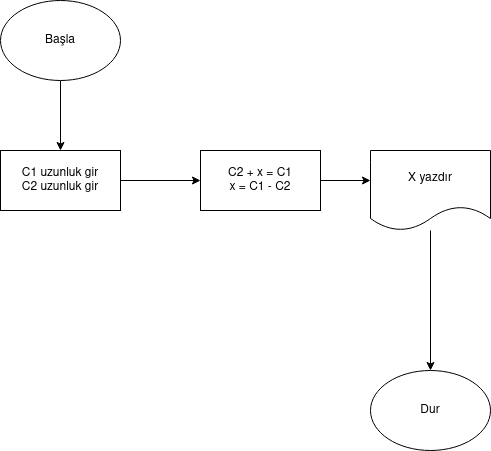 Başla
C1 uzunluk gir
C2 uzunluk gir
C2 + x = C1
x = C1 - C2
X yazdır
Dur